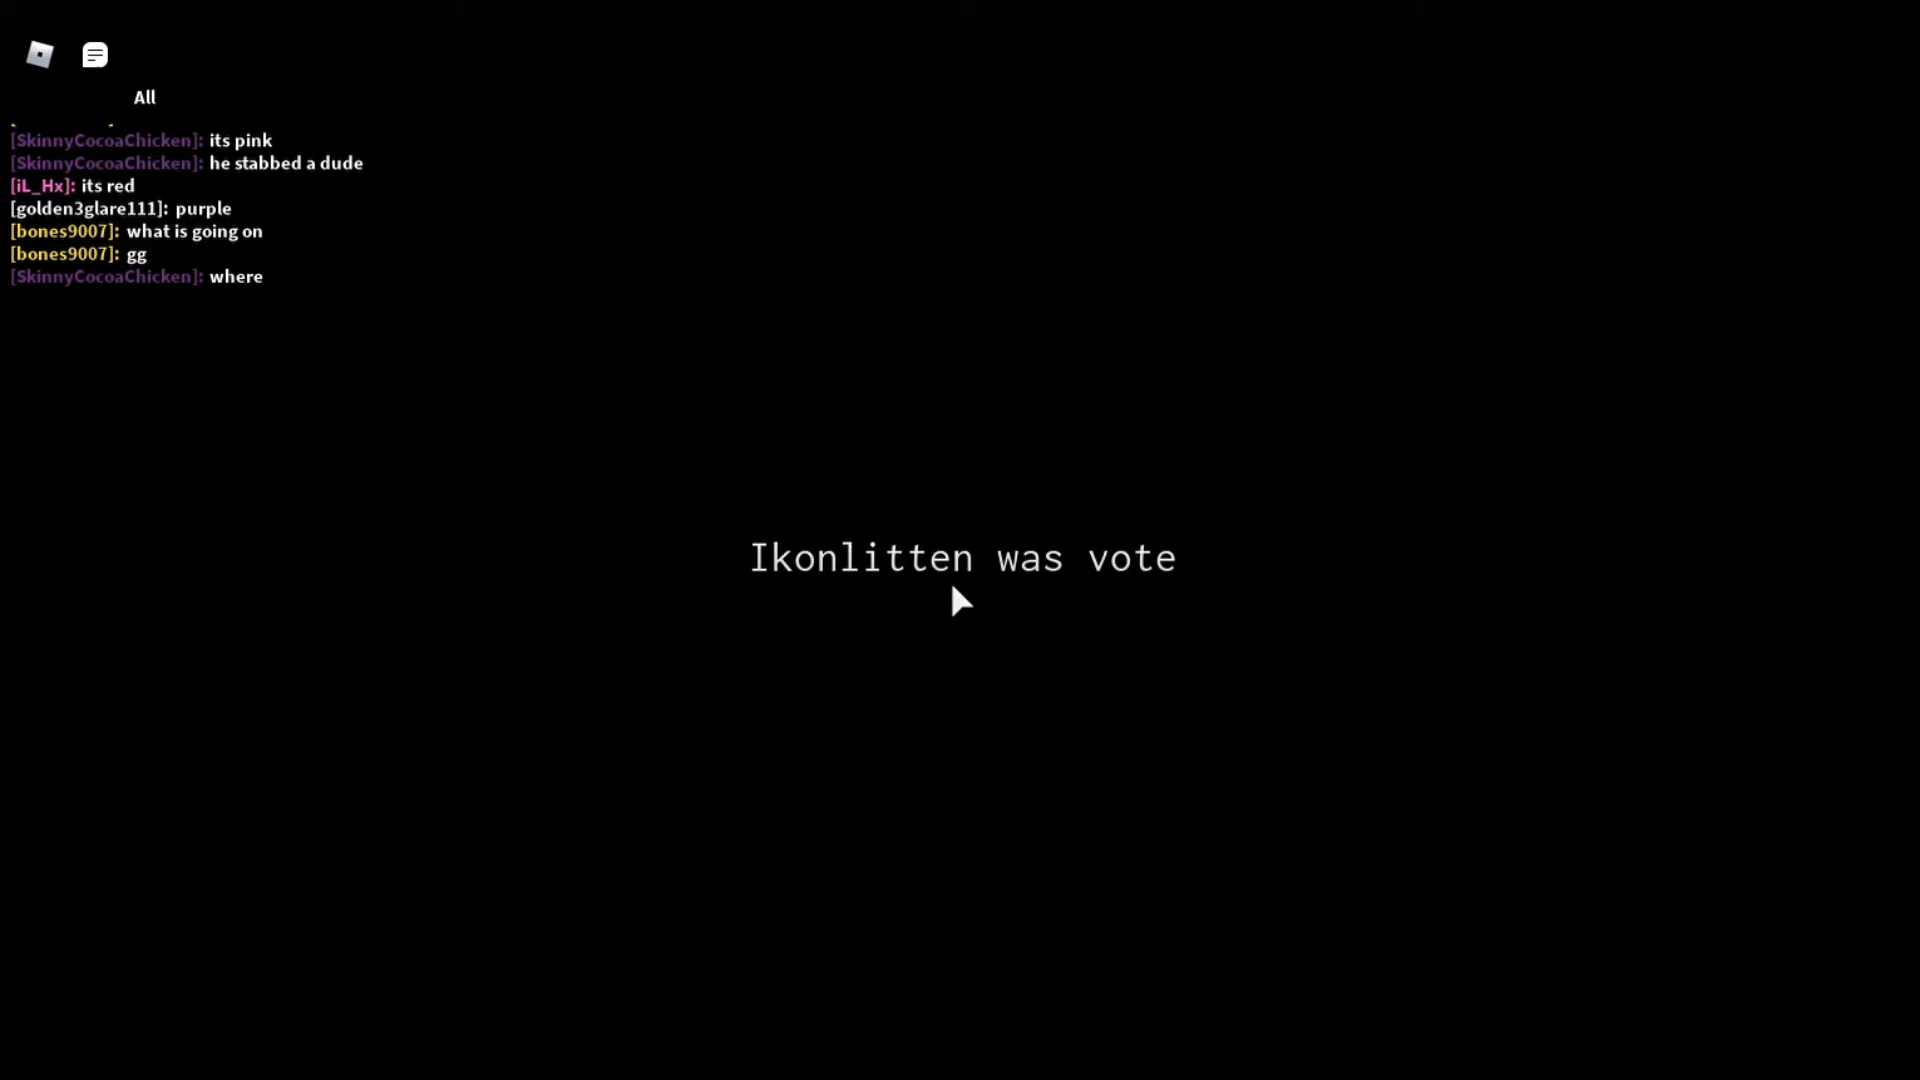 All
[SkinnyCocoaChicken]: its pink
[SkinnyCocoaChicken]: he stabbed a dude
[iL_Hx]: its red
[golden3glare111]: purple
[bones9007]: what is going on
[bones9007]: gg
[SkinnyCocoaChicken]: where
Ikonlitten was vote